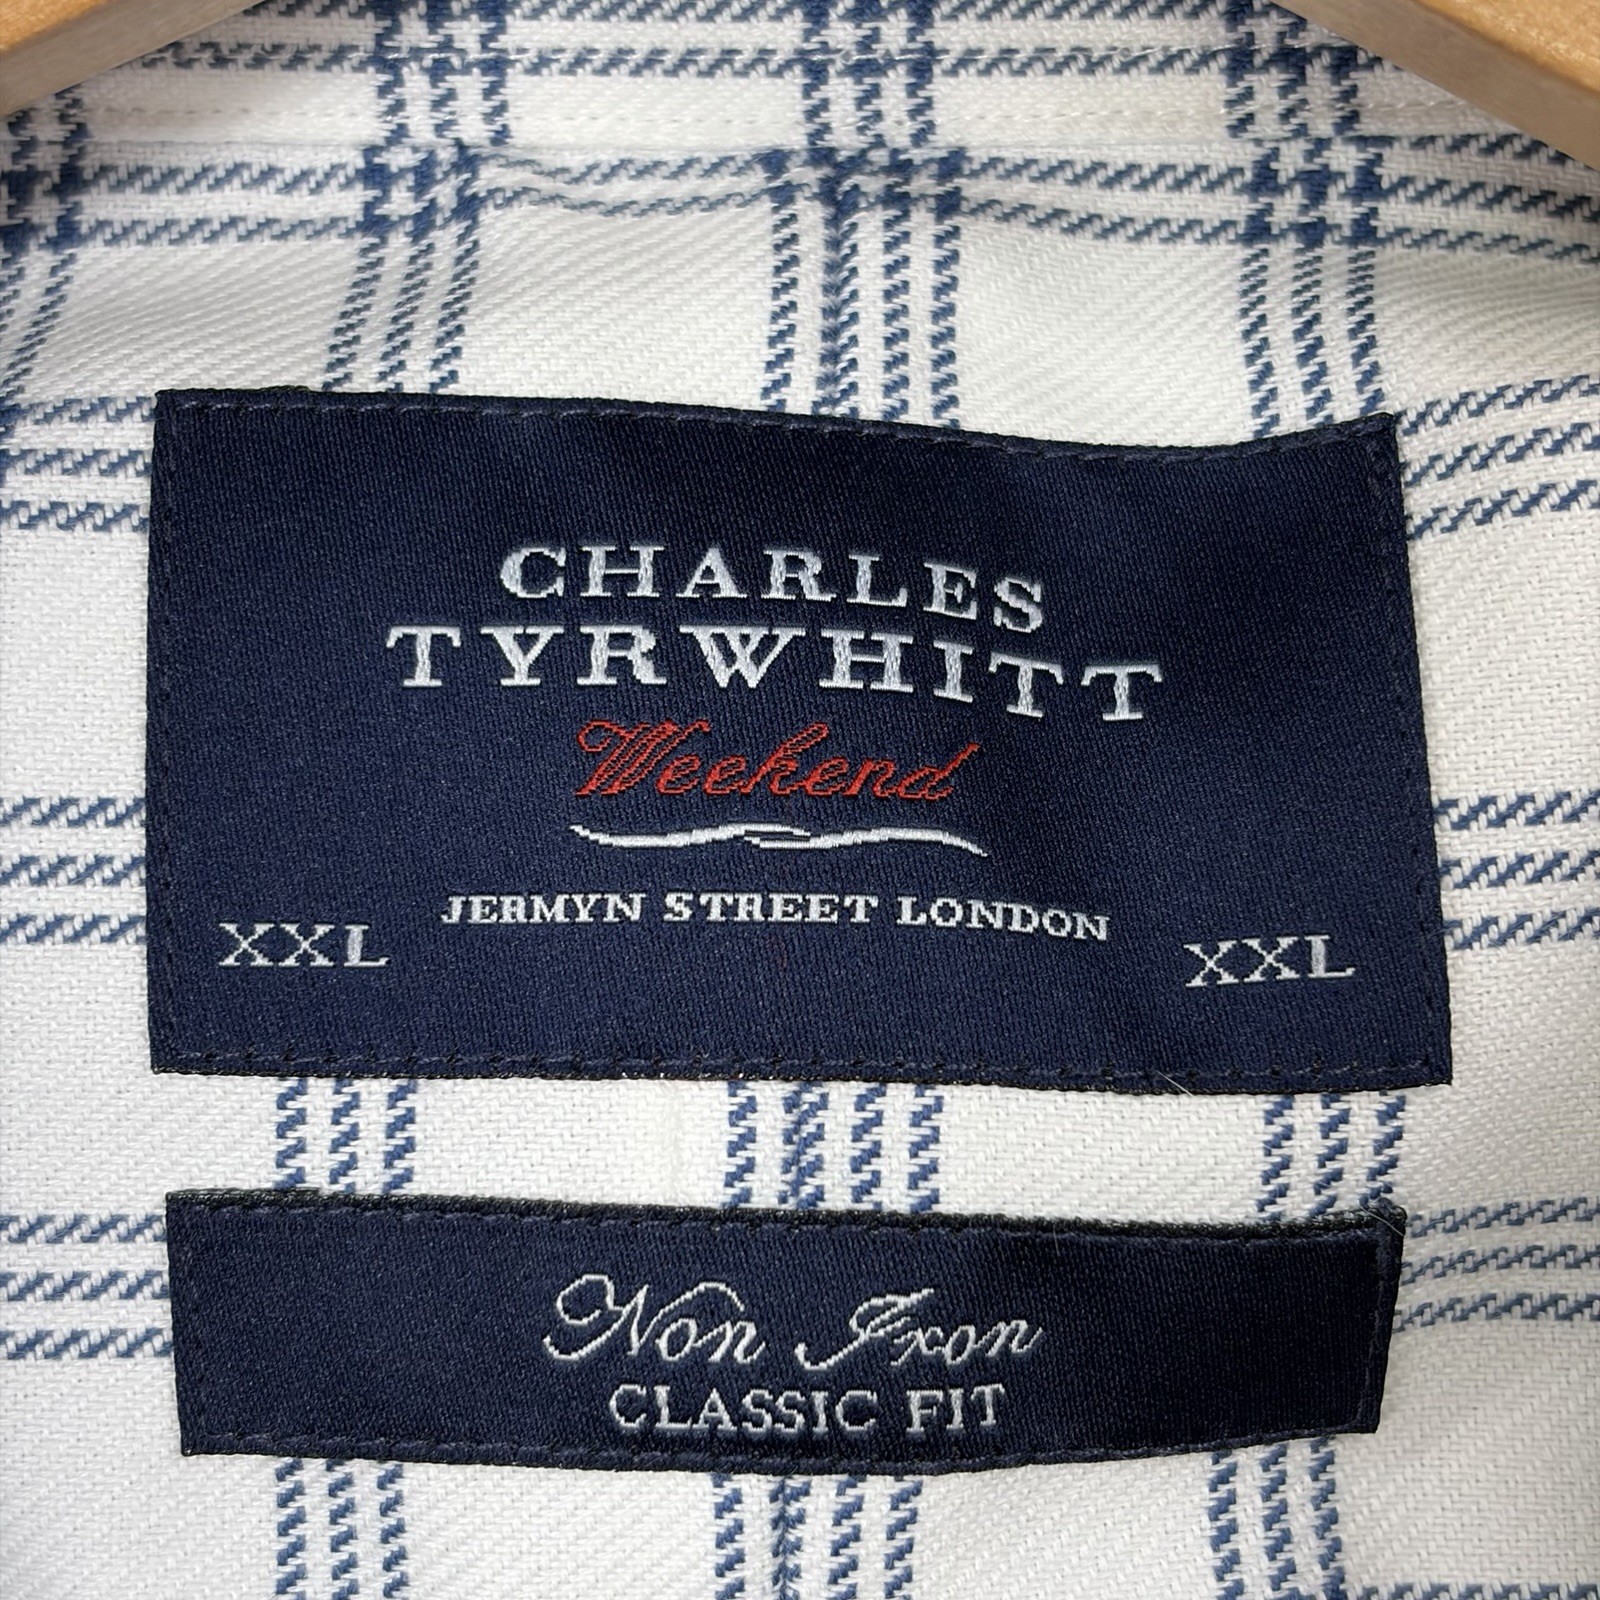 CHARLES
TYRWHITT
Weekend
JERMYN STREET LONDON
XXL XXL
Non Iron
CLASSIC FIT